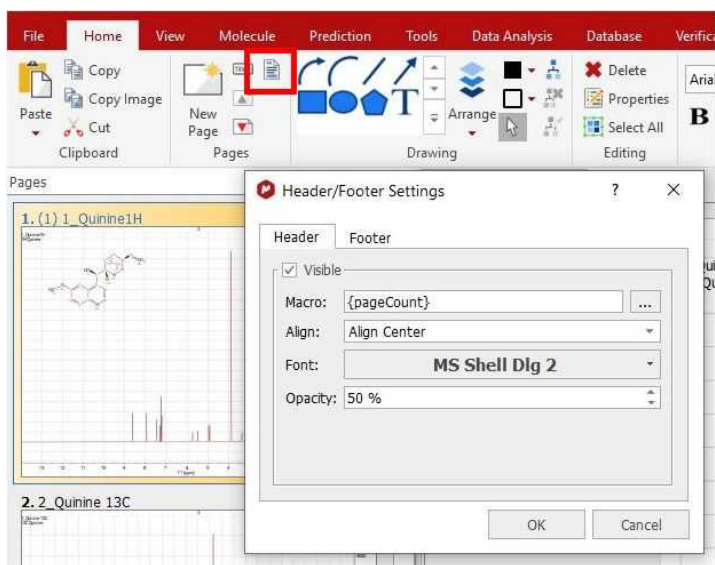 File Home View Molecule Prediction Tools Data Analysis Database Verifica
Copy
Copy Image
Cut
Paste
Clipboard
New
Page
Pages
T
Arrange
Drawing
Delete
Properties
Select All
Editing
Aria
B
Pages
1. (1) 1_Quinine1H
2. 2_Quinine 13C
Header/Footer Settings ? X
Header Footer
Visible
Macro: {pageCount} ...
Align: Align Center
Font: MS Shell Dlg 2
Opacity: 50 %
OK Cancel